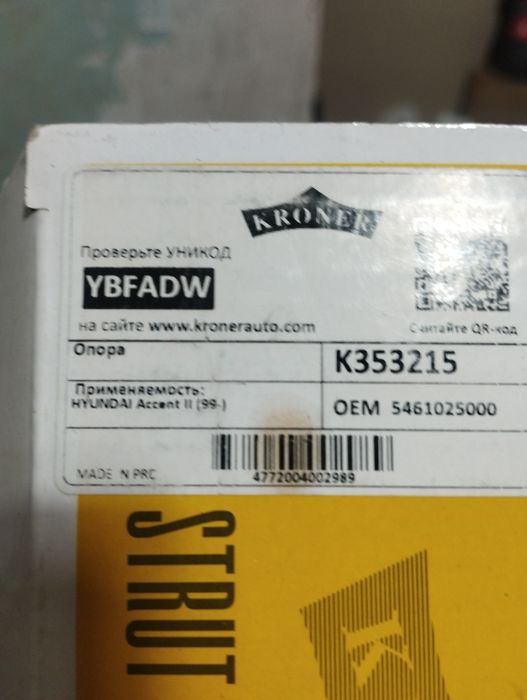 KRONER
Проверьте УНИКОД
YBFADW
на сайте www.kronerauto.com
Считайте QR-код
Опора
K353215
Применяемость:
HYUNDAI Accent II (99-)
OEM 5461025000
MADE IN PRC
4772004002989
STRUT
K